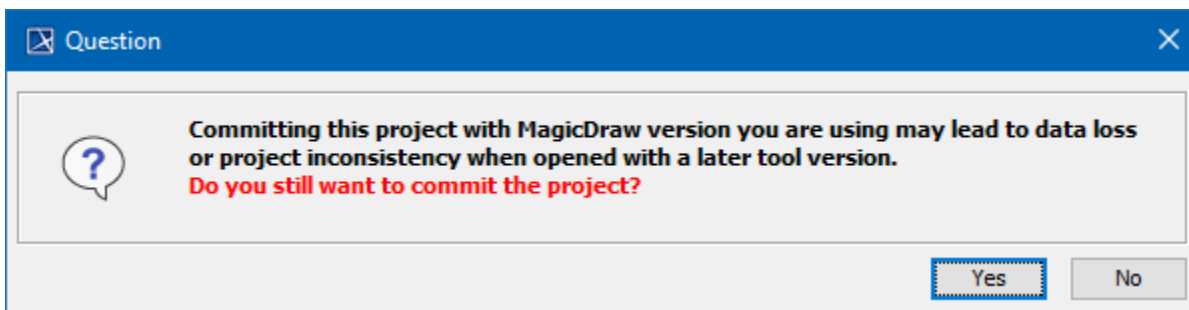 Question
Committing this project with MagicDraw version you are using may lead to data loss
or project inconsistency when opened with a later tool version.
Do you still want to commit the project?
Yes No